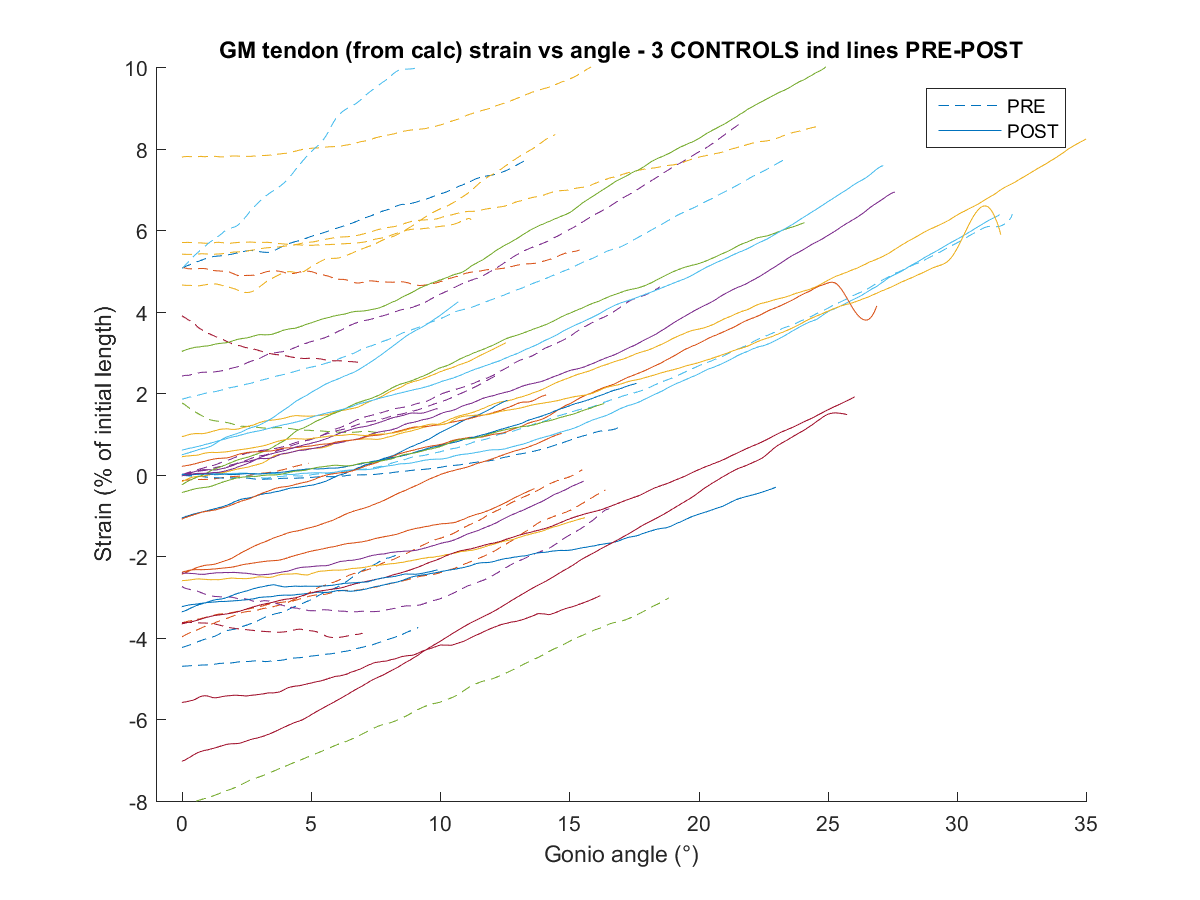 GM tendon (from calc) strain vs angle - 3 CONTROLS ind lines PRE-POST
PRE
POST
Strain (% of initial length)
10
8
6
4
2
0
-2
-4
-6
-8
0 5 10 15 20 25 30 35
Gonio angle (°)